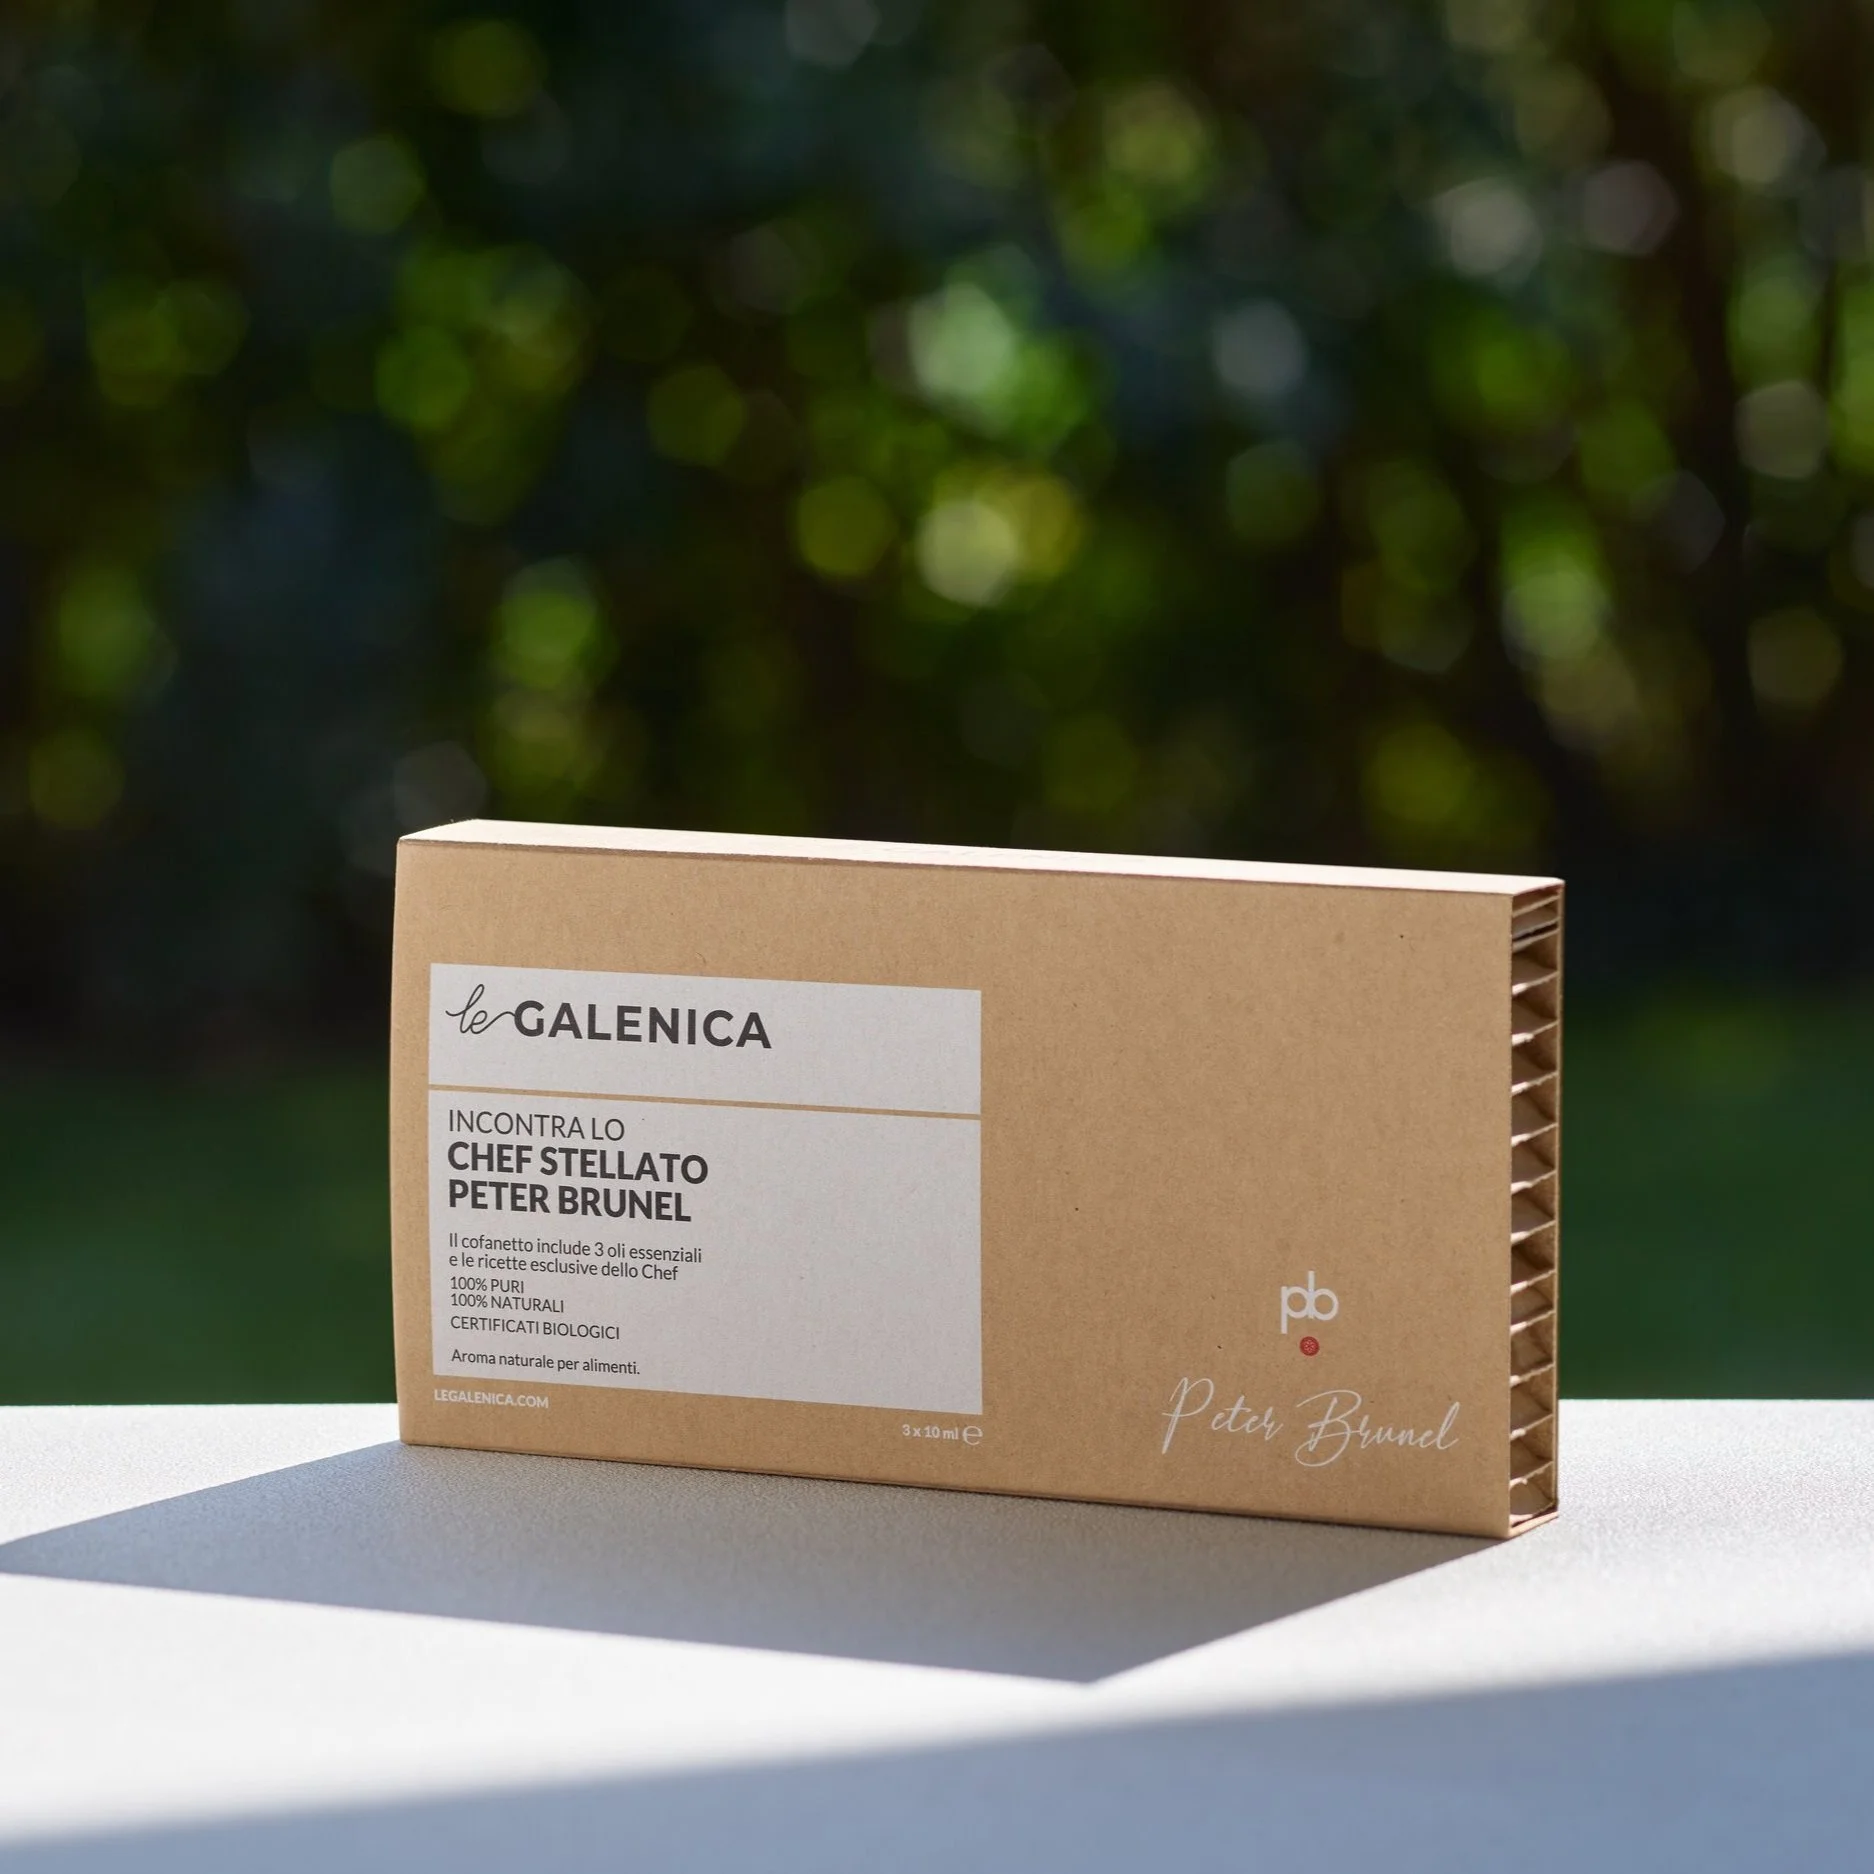 le GALENICA
INCONTRA LO
CHEF STELLATO
PETER BRUNEL
Il cofanetto include 3 oli essenziali
e le ricette esclusive dello Chef
100% PURI
100% NATURALI
CERTIFICATI BIOLOGICI
Aroma naturale per alimenti.
LEGALENICA.COM
3 x 10 ml ℮
pb
Peter Brunel